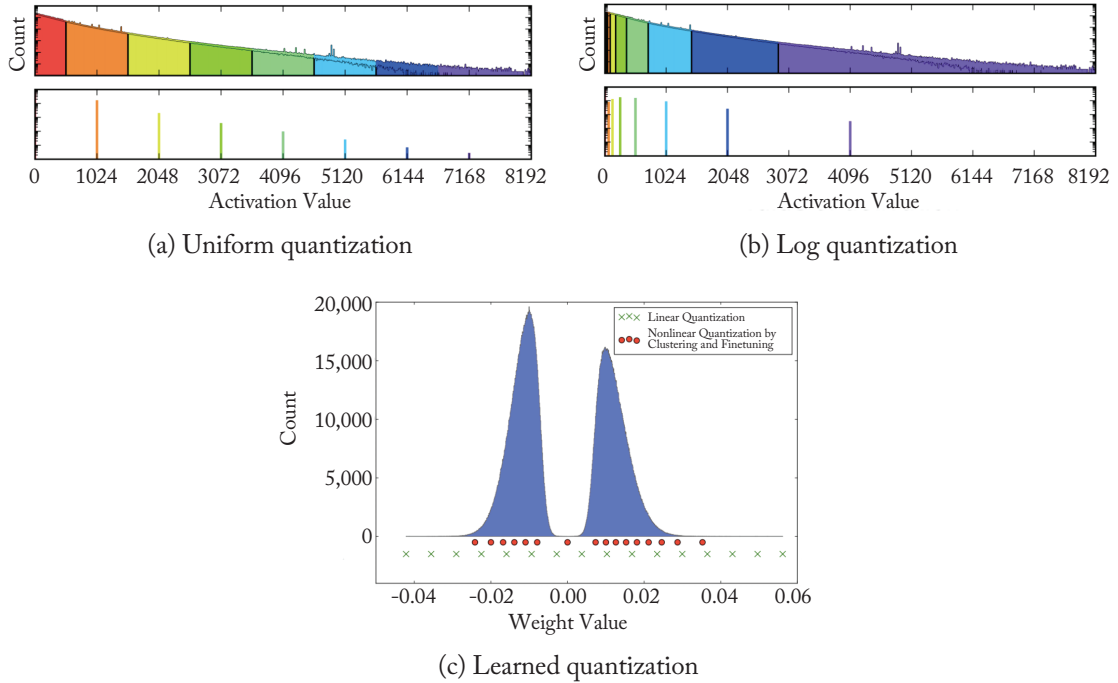 Count
0 1024 2048 3072 4096 5120 6144 7168 8192
Activation Value
(a) Uniform quantization
Count
0 1024 2048 3072 4096 5120 6144 7168 8192
Activation Value
(b) Log quantization
20,000
15,000
10,000
5,000
0
Count
Linear Quantization
Nonlinear Quantization by
Clustering and Finetuning
-0.04 -0.02 0.00 0.02 0.04 0.06
Weight Value
(c) Learned quantization